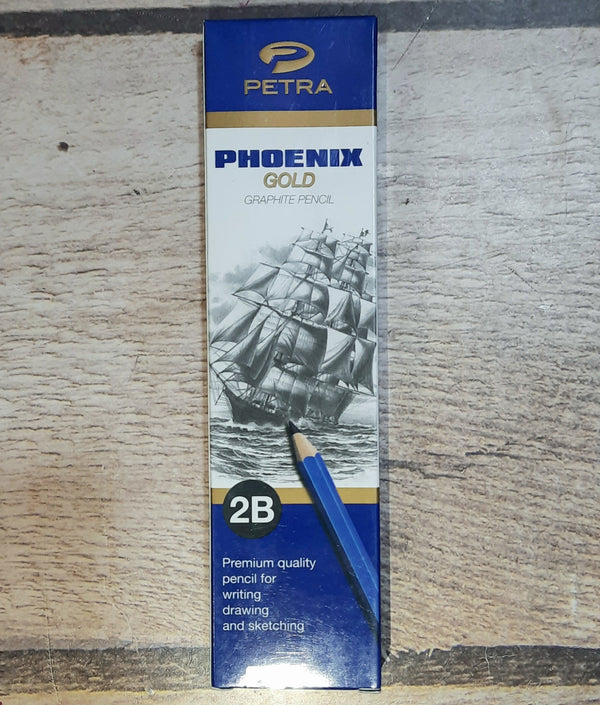 PETRA
PHOENIX
GOLD
GRAPHITE PENCIL
2B
Premium quality
pencil for
writing
drawing
and sketching